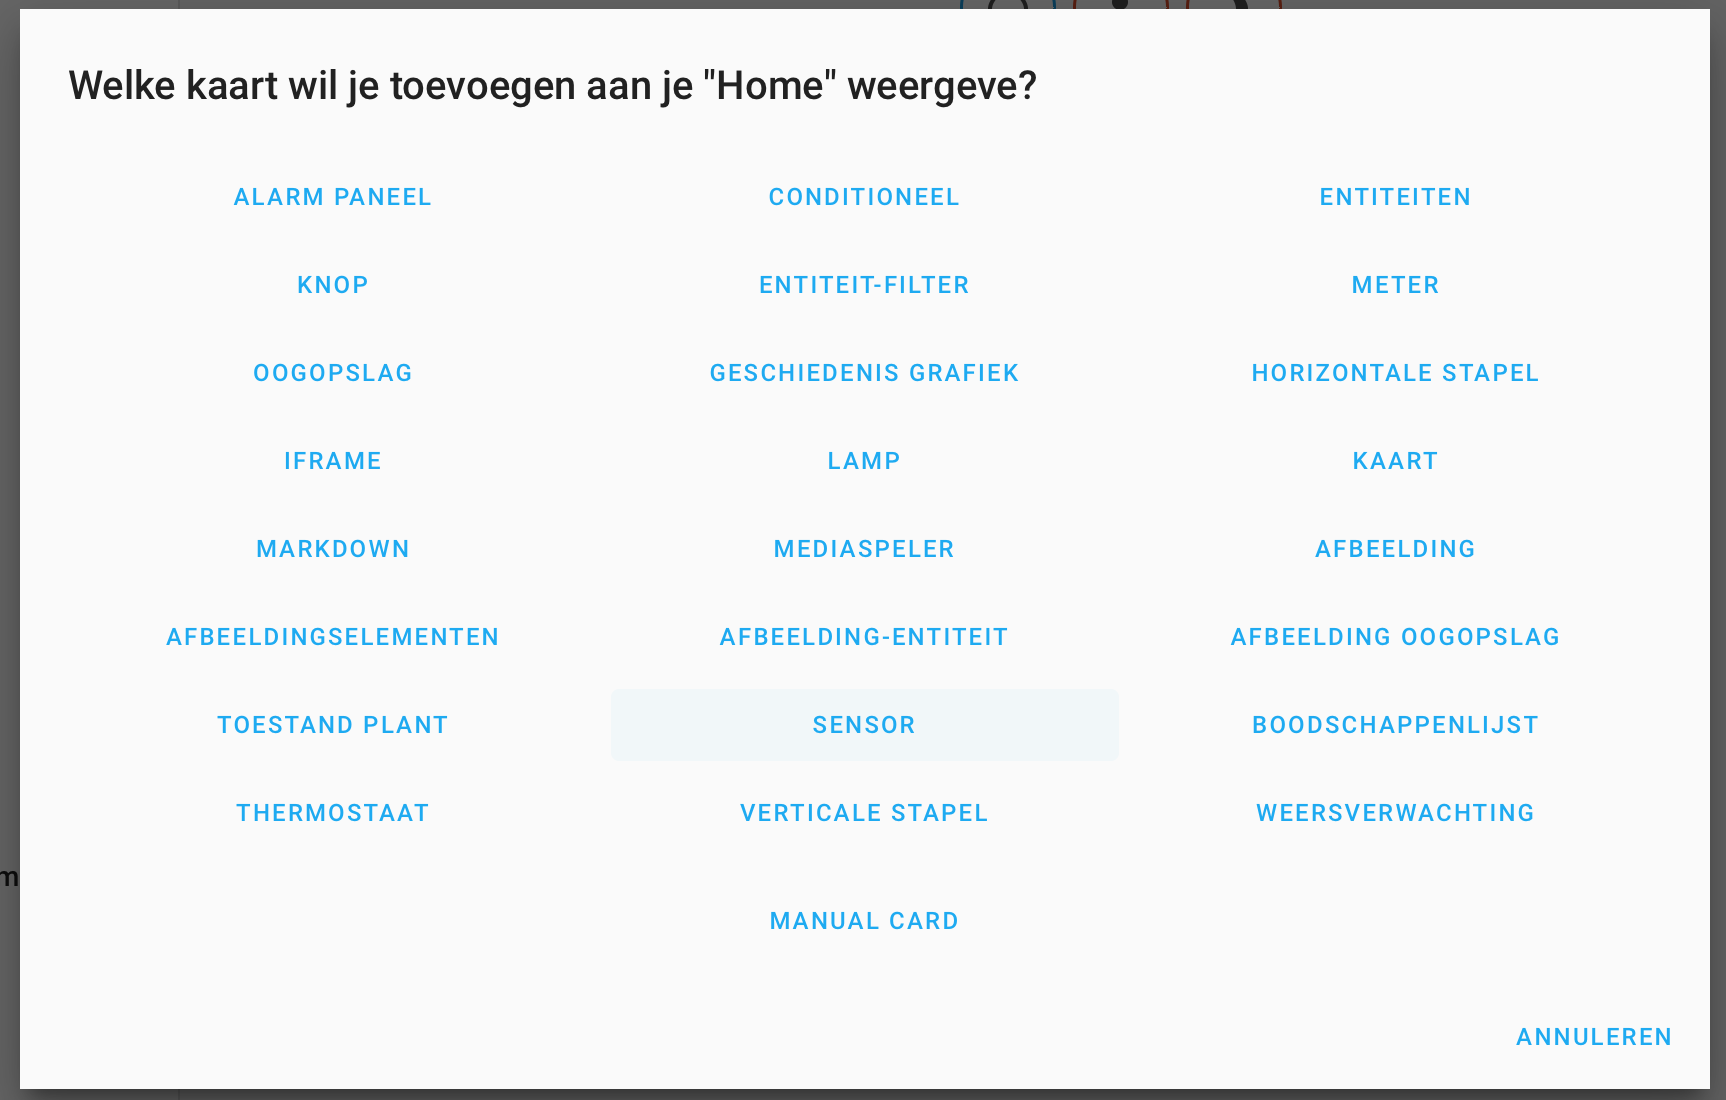 Welke kaart wil je toevoegen aan je "Home" weergeve?
ALARM PANEEL CONDITIONEEL ENTITEITEN
KNOP ENTITEIT-FILTER METER
OOGOPSLAG GESCHIEDENIS GRAFIEK HORIZONTALE STAPEL
IFRAME LAMP KAART
MARKDOWN MEDIASPELER AFBEELDING
AFBEELDINGSELEMENTEN AFBEELDING-ENTITEIT AFBEELDING OOGOPSLAG
TOESTAND PLANT SENSOR BOODSCHAPPENLIJST
THERMOSTAAT VERTICALE STAPEL WEERSVERWACHTING
MANUAL CARD
ANNULEREN